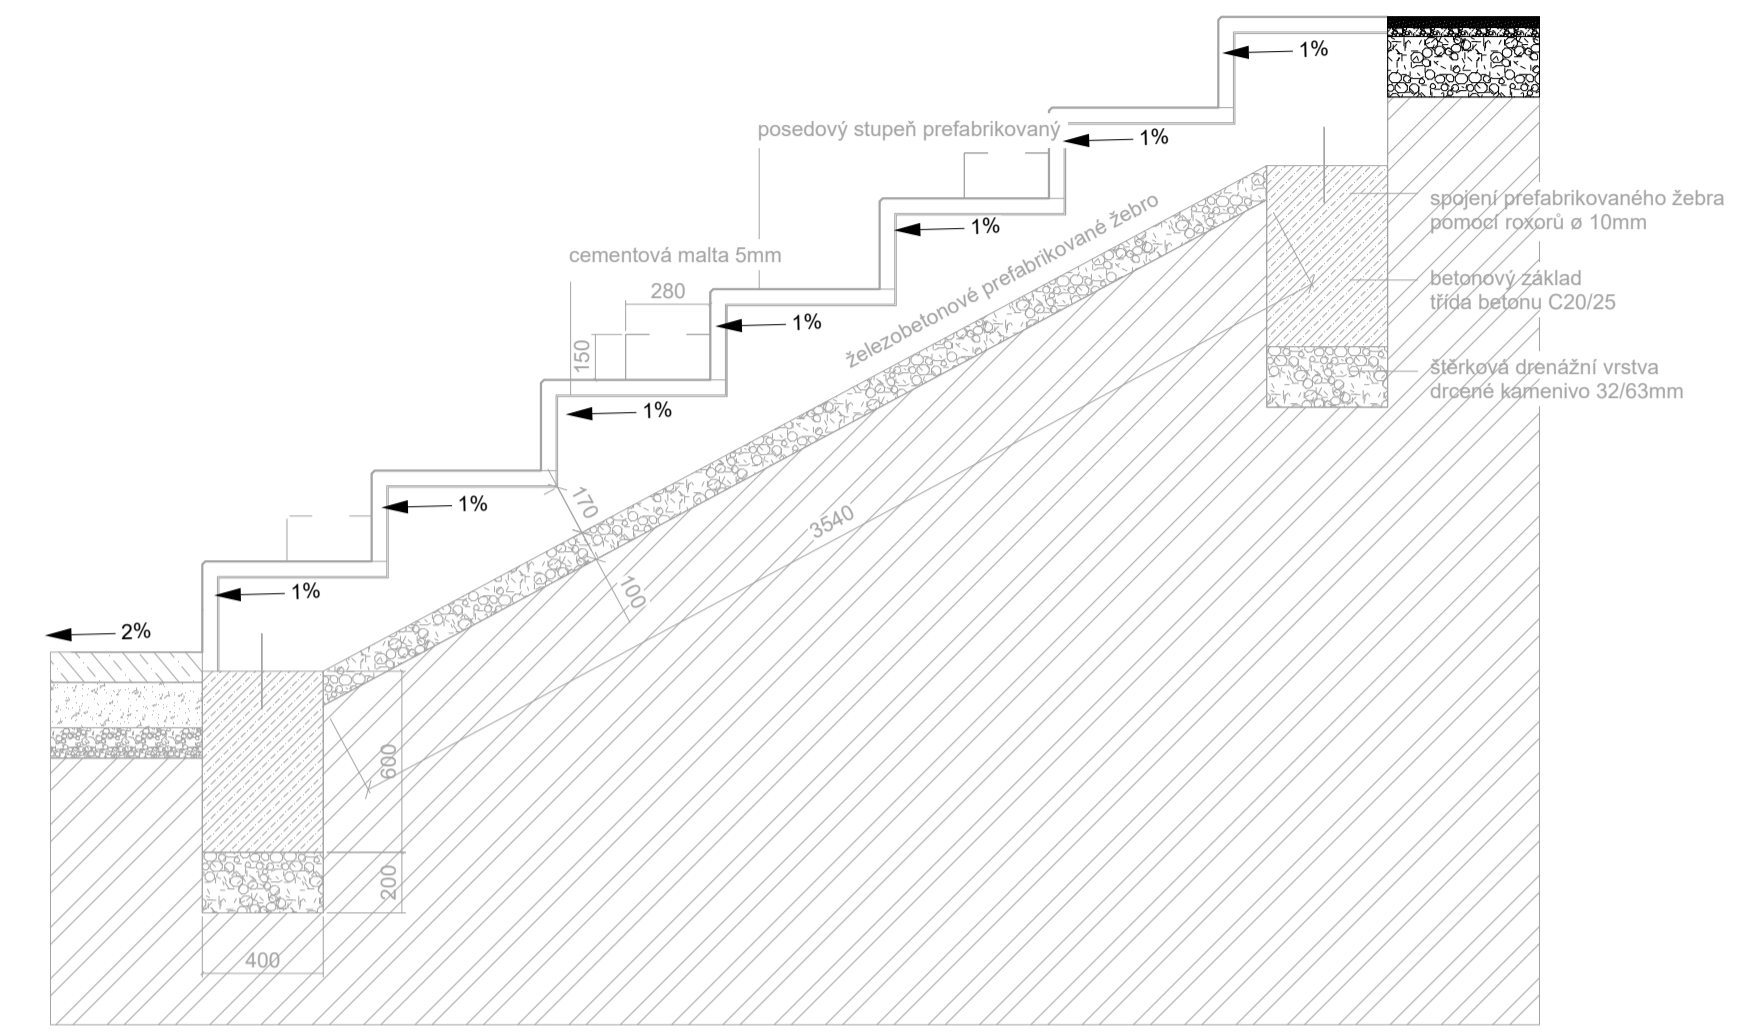 1%
posedový stupeň prefabrikovaný
1%
spojení prefabrikovaného žebra
pomocí roxorů ø 10mm
železobetonové prefabrikované žebro
1%
cementová malta 5mm
280
betonový základ
třída betonu C20/25
1%
150
štěrková drenážní vrstva
drcené kamenivo 32/63mm
1%
170
1%
3540
100
1%
2%
600
200
400